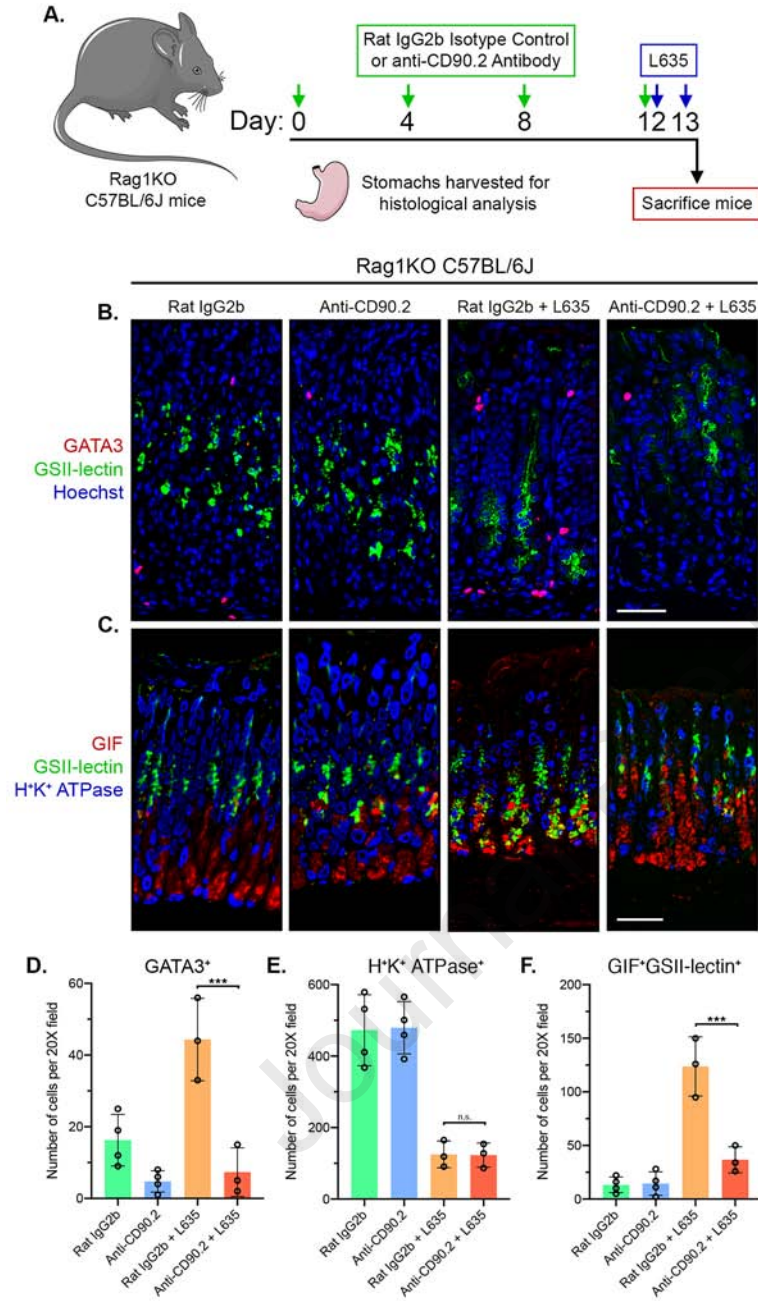 A.
Rat IgG2b Isotype Control
or anti-CD90.2 Antibody
L635
Day: 0 4 8 12 13
Rag1KO
C57BL/6J mice
Stomachs harvested for
histological analysis
Sacrifice mice
Rag1KO C57BL/6J
B. Rat IgG2b Anti-CD90.2 Rat IgG2b + L635 Anti-CD90.2 + L635
GATA3
GSII-lectin
Hoechst
C.
GIF
GSII-lectin
H⁺K⁺ ATPase
Journa
D. GATA3⁺
Number of cells per 20X field
60
40
20
0
***
Rat IgG2b
Anti-CD90.2
Rat IgG2b + L635
Anti-CD90.2 + L635
E. H⁺K⁺ ATPase⁺
Number of cells per 20X field
600
400
200
0
n.s.
Rat IgG2b
Anti-CD90.2
Rat IgG2b + L635
Anti-CD90.2 + L635
F. GIF⁺GSII-lectin⁺
Number of cells per 20X field
200
150
100
50
0
***
Rat IgG2b
Anti-CD90.2
Rat IgG2b + L635
Anti-CD90.2 + L635